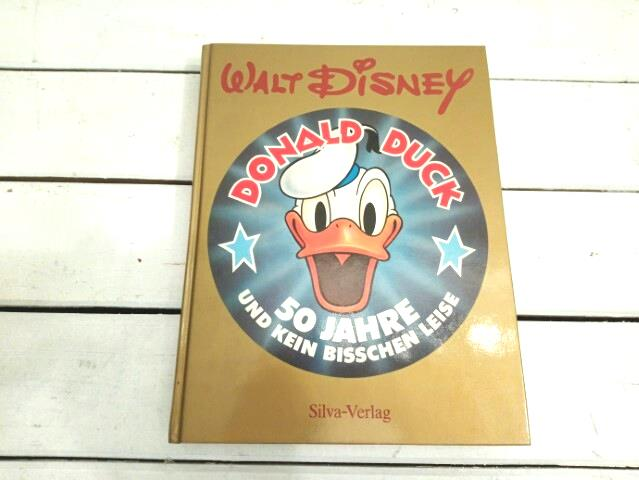 WALT DISNEY
DONALD DUCK
50 JAHRE
UND KEIN BISSCHEN LEISE
Silva-Verlag